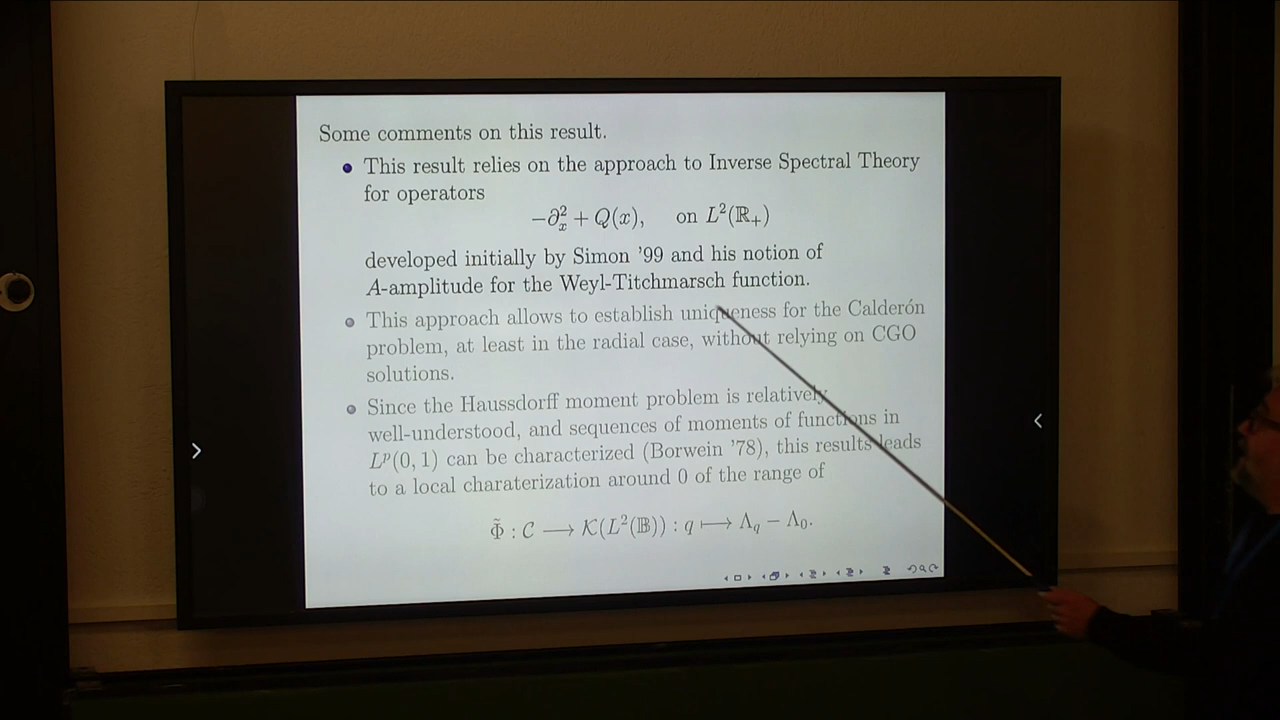 Some comments on this result.
• This result relies on the approach to Inverse Spectral Theory
for operators
−∂²ₓ + Q(x),   on L²(ℝ₊)
developed initially by Simon '99 and his notion of
A-amplitude for the Weyl-Titchmarsch function.
• This approach allows to establish uniqueness for the Calderón
problem, at least in the radial case, without relying on CGO
solutions.
• Since the Haussdorff moment problem is relatively
well-understood, and sequences of moments of functions in
Lᵖ(0, 1) can be characterized (Borwein '78), this results leads
to a local charaterization around 0 of the range of
Φ̃ : 𝒞 ⟶ 𝒦(L²(𝔹)) : q ⟼ Λ_q − Λ₀.